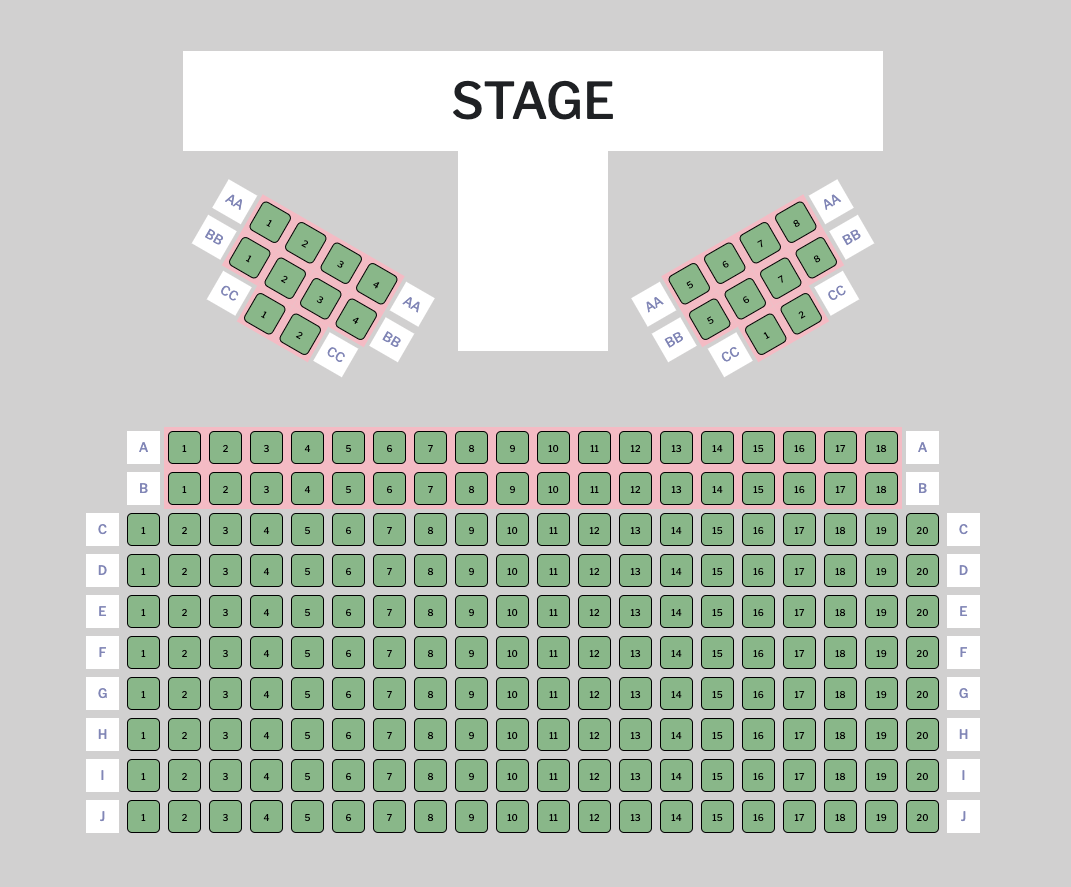 STAGE
AA 1 2 3 4 AA
BB 1 2 3 4 BB
CC 1 2 CC
AA 5 6 7 8 AA
BB 5 6 7 8 BB
CC 1 2 CC
A 1 2 3 4 5 6 7 8 9 10 11 12 13 14 15 16 17 18 A
B 1 2 3 4 5 6 7 8 9 10 11 12 13 14 15 16 17 18 B
C 1 2 3 4 5 6 7 8 9 10 11 12 13 14 15 16 17 18 19 20 C
D 1 2 3 4 5 6 7 8 9 10 11 12 13 14 15 16 17 18 19 20 D
E 1 2 3 4 5 6 7 8 9 10 11 12 13 14 15 16 17 18 19 20 E
F 1 2 3 4 5 6 7 8 9 10 11 12 13 14 15 16 17 18 19 20 F
G 1 2 3 4 5 6 7 8 9 10 11 12 13 14 15 16 17 18 19 20 G
H 1 2 3 4 5 6 7 8 9 10 11 12 13 14 15 16 17 18 19 20 H
I 1 2 3 4 5 6 7 8 9 10 11 12 13 14 15 16 17 18 19 20 I
J 1 2 3 4 5 6 7 8 9 10 11 12 13 14 15 16 17 18 19 20 J